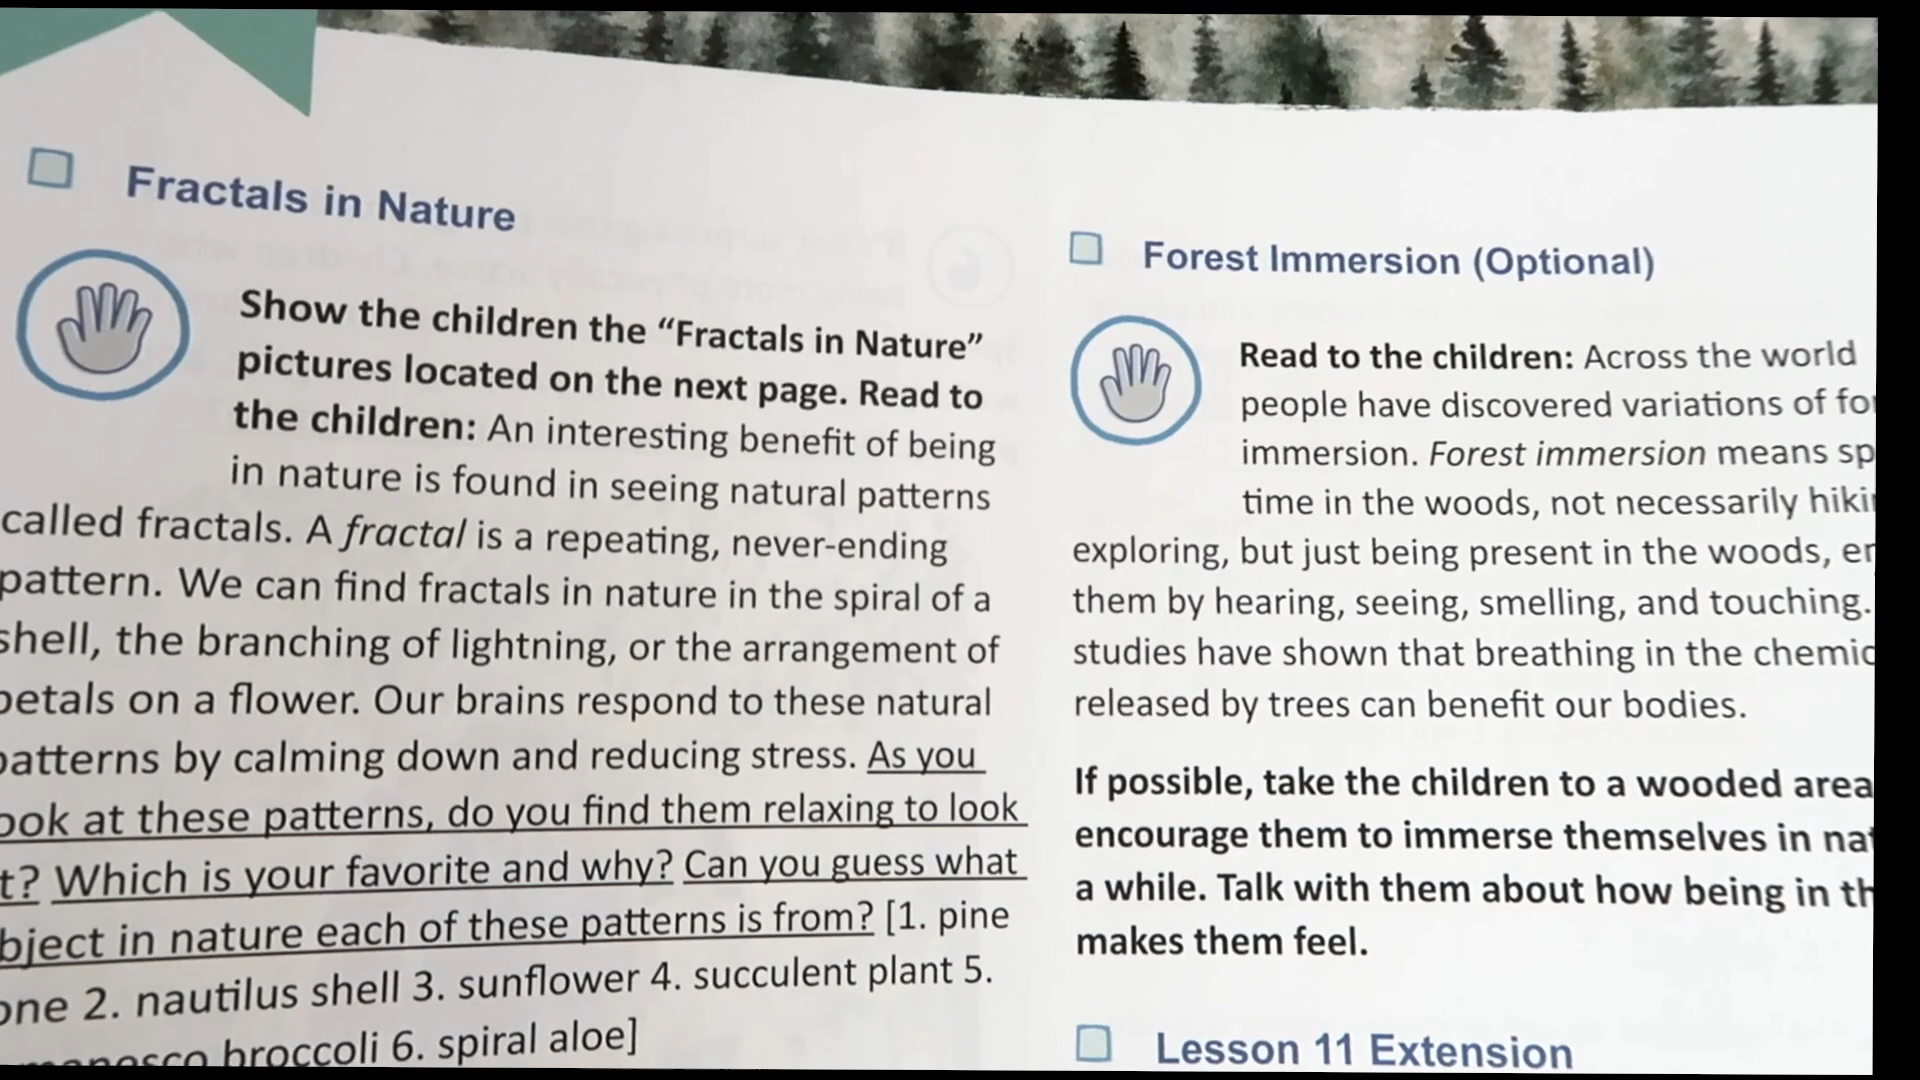 Fractals in Nature
Show the children the “Fractals in Nature”
pictures located on the next page. Read to
the children: An interesting benefit of being
in nature is found in seeing natural patterns
called fractals. A fractal is a repeating, never-ending
pattern. We can find fractals in nature in the spiral of a
shell, the branching of lightning, or the arrangement of
petals on a flower. Our brains respond to these natural
patterns by calming down and reducing stress. As you
look at these patterns, do you find them relaxing to look
Which is your favorite and why? Can you guess what
object in nature each of these patterns is from? [1. pine
2. nautilus shell 3. sunflower 4. succulent plant 5.
broccoli 6. spiral aloe]
Forest Immersion (Optional)
Read to the children: Across the world
people have discovered variations of
immersion. Forest immersion means
time in the woods, not necessarily
exploring, but just being present in the woods,
them by hearing, seeing, smelling, and touching.
studies have shown that breathing in the
released by trees can benefit our bodies.
If possible, take the children to a wooded area
encourage them to immerse themselves in
a while. Talk with them about how being in
makes them feel.
Lesson 11 Extension